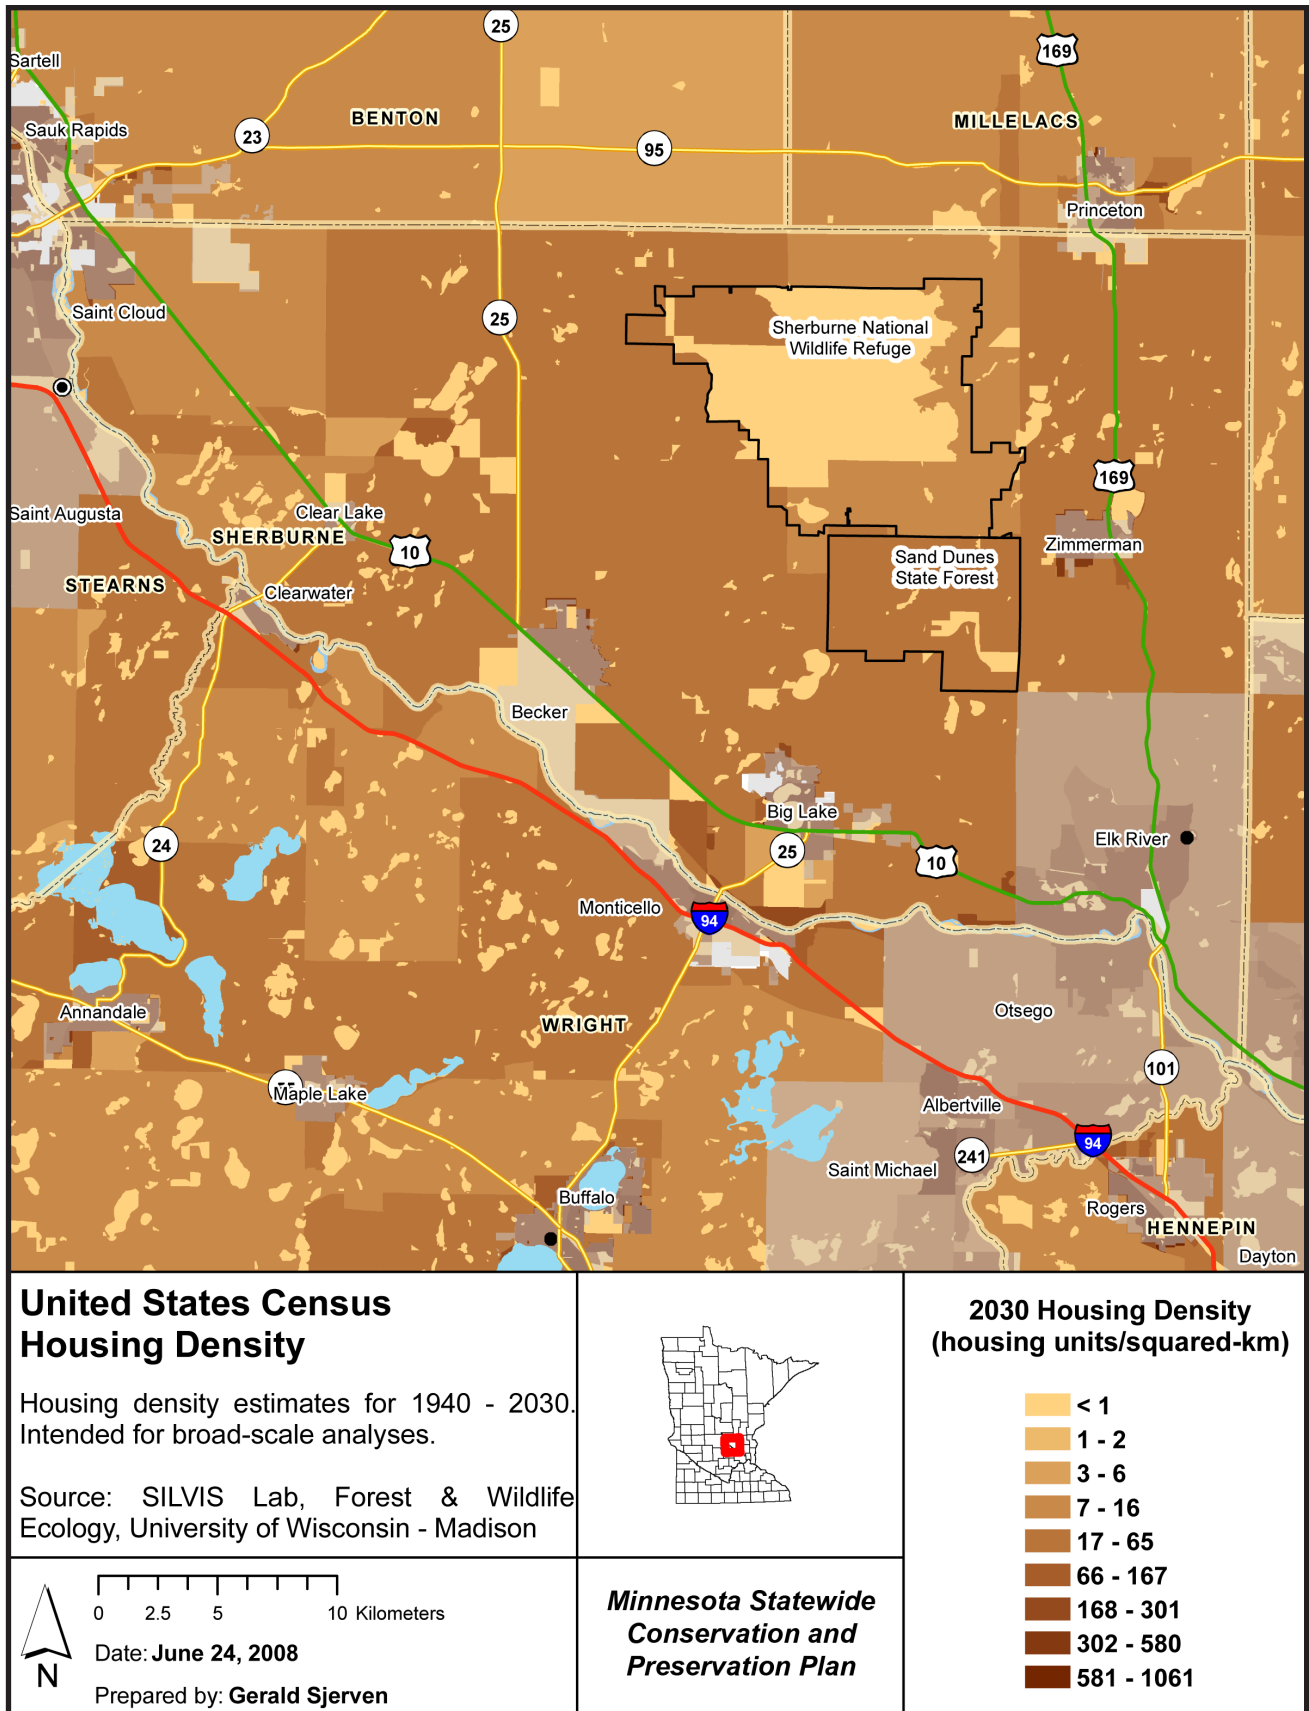 25
169
Sartell
BENTON
MILLE LACS
Sauk Rapids
23
95
Princeton
Saint Cloud
25
Sherburne National
Wildlife Refuge
169
Clear Lake
Saint Augusta
SHERBURNE
10
Zimmerman
Sand Dunes
State Forest
STEARNS
Clearwater
Becker
Big Lake
24
25
10
Elk River
Monticello
94
Annandale
WRIGHT
Otsego
Maple Lake
101
Albertville
94
241
Saint Michael
Buffalo
Rogers
HENNEPIN
Dayton
United States Census
Housing Density
Housing density estimates for 1940 - 2030.
Intended for broad-scale analyses.
Source: SILVIS Lab, Forest & Wildlife
Ecology, University of Wisconsin - Madison
0 2.5 5 10 Kilometers
N
Date: June 24, 2008
Prepared by: Gerald Sjerven
Minnesota Statewide
Conservation and
Preservation Plan
2030 Housing Density
(housing units/squared-km)
< 1
1 - 2
3 - 6
7 - 16
17 - 65
66 - 167
168 - 301
302 - 580
581 - 1061